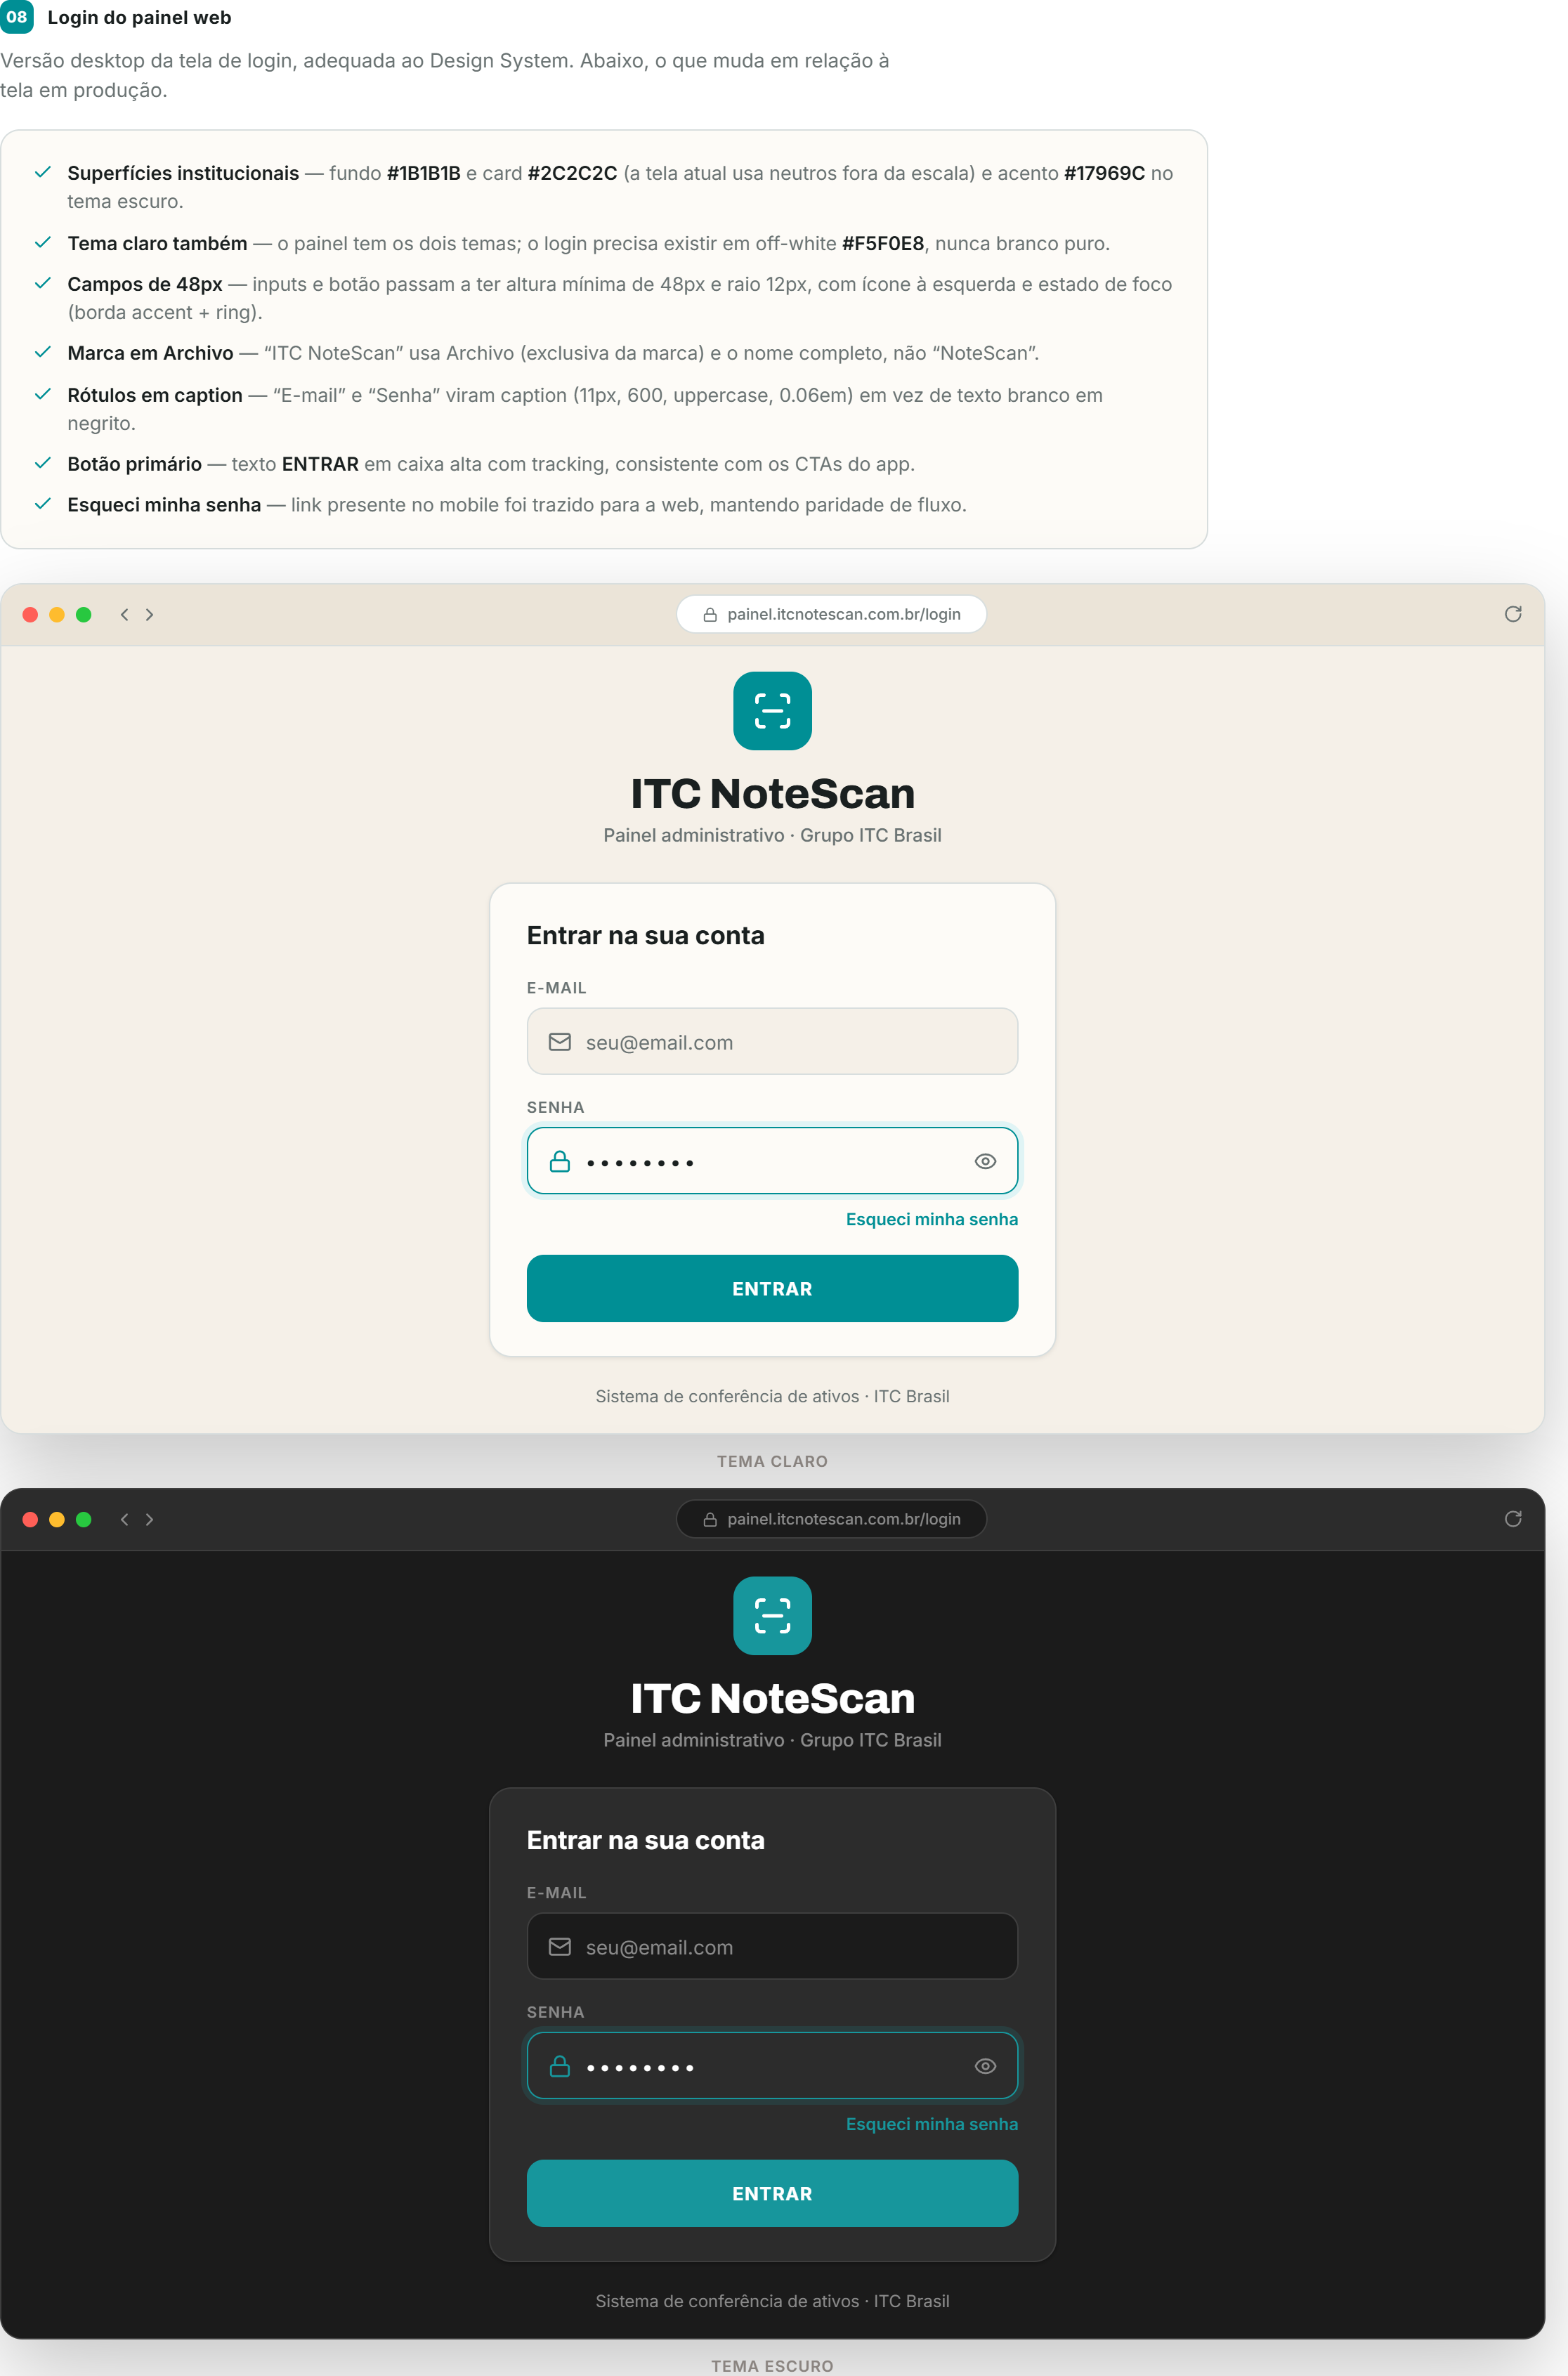 08 Login do painel web
Versão desktop da tela de login, adequada ao Design System. Abaixo, o que muda em relação à
tela em produção.
Superfícies institucionais — fundo #1B1B1B e card #2C2C2C (a tela atual usa neutros fora da escala) e acento #17969C no
tema escuro.
Tema claro também — o painel tem os dois temas; o login precisa existir em off-white #F5F0E8, nunca branco puro.
Campos de 48px — inputs e botão passam a ter altura mínima de 48px e raio 12px, com ícone à esquerda e estado de foco
(borda accent + ring).
Marca em Archivo — “ITC NoteScan” usa Archivo (exclusiva da marca) e o nome completo, não “NoteScan”.
Rótulos em caption — “E-mail” e “Senha” viram caption (11px, 600, uppercase, 0.06em) em vez de texto branco em
negrito.
Botão primário — texto ENTRAR em caixa alta com tracking, consistente com os CTAs do app.
Esqueci minha senha — link presente no mobile foi trazido para a web, mantendo paridade de fluxo.
painel.itcnotescan.com.br/login
ITC NoteScan
Painel administrativo · Grupo ITC Brasil
Entrar na sua conta
E-MAIL
seu@email.com
SENHA
••••••••
Esqueci minha senha
ENTRAR
Sistema de conferência de ativos · ITC Brasil
TEMA CLARO
painel.itcnotescan.com.br/login
ITC NoteScan
Painel administrativo · Grupo ITC Brasil
Entrar na sua conta
E-MAIL
seu@email.com
SENHA
••••••••
Esqueci minha senha
ENTRAR
Sistema de conferência de ativos · ITC Brasil
TEMA ESCURO